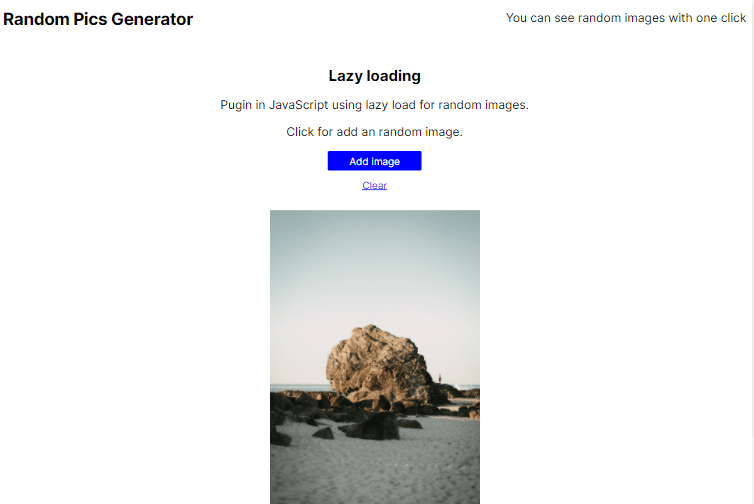 Random Pics Generator
You can see random images with one click
Lazy loading
Pugin in JavaScript using lazy load for random images.
Click for add an random image.
Add image
Clear